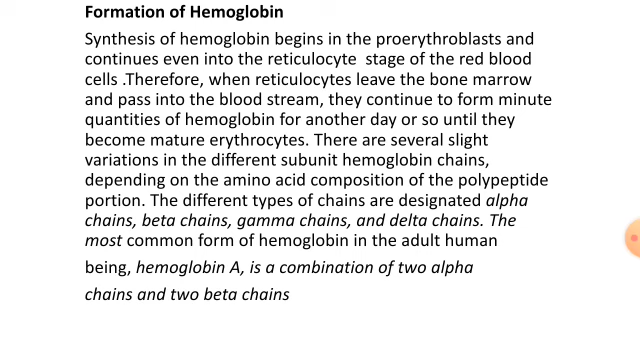 Formation of Hemoglobin
Synthesis of hemoglobin begins in the proerythroblasts and
continues even into the reticulocyte stage of the red blood
cells .Therefore, when reticulocytes leave the bone marrow
and pass into the blood stream, they continue to form minute
quantities of hemoglobin for another day or so until they
become mature erythrocytes. There are several slight
variations in the different subunit hemoglobin chains,
depending on the amino acid composition of the polypeptide
portion. The different types of chains are designated alpha
chains, beta chains, gamma chains, and delta chains. The
most common form of hemoglobin in the adult human
being, hemoglobin A, is a combination of two alpha
chains and two beta chains